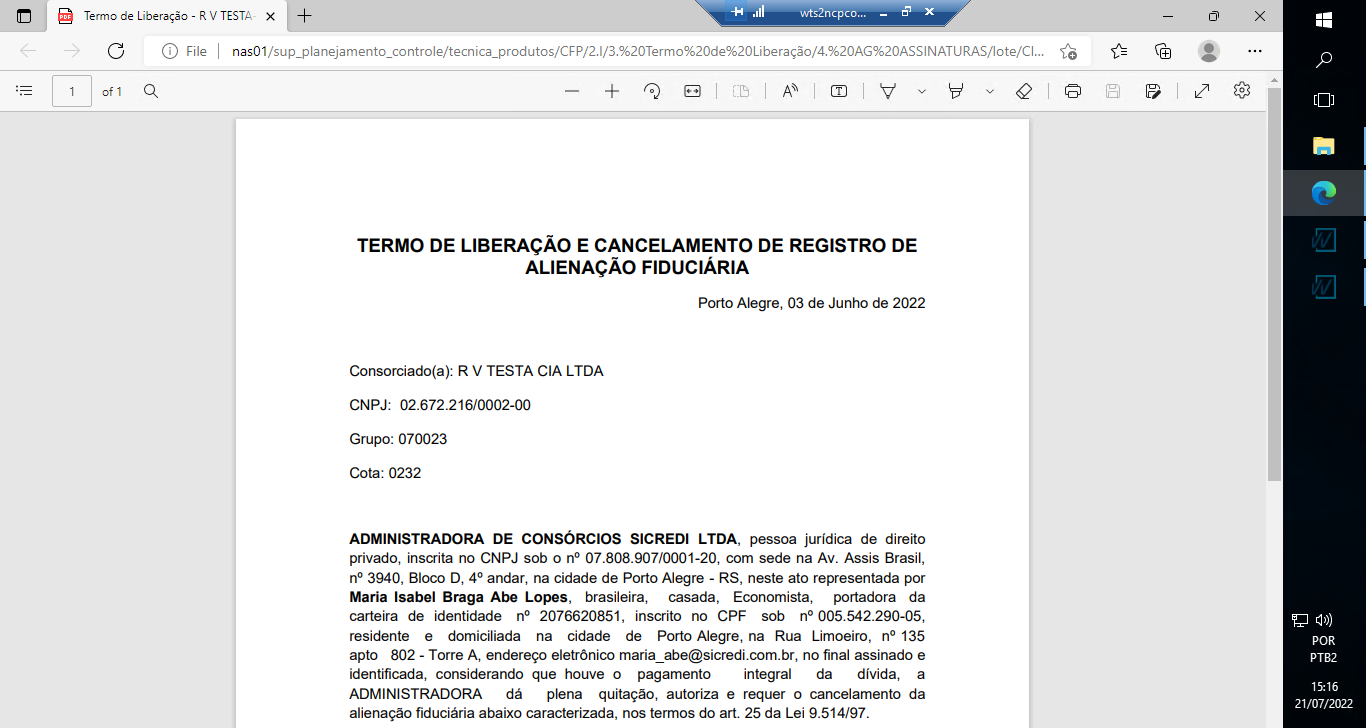 Termo de Liberação - R V TESTA
wts2ncpco...
File
nas01/sup_planejamento_controle/tecnica_produtos/CFP/2.I/3.%20Termo%20de%20Liberação/4.%20AG%20ASSINATURAS/lote/Cl...
1 of 1
TERMO DE LIBERAÇÃO E CANCELAMENTO DE REGISTRO DE
ALIENAÇÃO FIDUCIÁRIA
Porto Alegre, 03 de Junho de 2022
Consorciado(a): R V TESTA CIA LTDA
CNPJ: 02.672.216/0002-00
Grupo: 070023
Cota: 0232
ADMINISTRADORA DE CONSÓRCIOS SICREDI LTDA, pessoa jurídica de direito
privado, inscrita no CNPJ sob o nº 07.808.907/0001-20, com sede na Av. Assis Brasil,
nº 3940, Bloco D, 4º andar, na cidade de Porto Alegre - RS, neste ato representada por
Maria Isabel Braga Abe Lopes, brasileira, casada, Economista, portadora da
carteira de identidade nº 2076620851, inscrito no CPF sob nº 005.542.290-05,
residente e domiciliada na cidade de Porto Alegre, na Rua Limoeiro, nº 135
apto 802 - Torre A, endereço eletrônico maria_abe@sicredi.com.br, no final assinado e
identificada, considerando que houve o pagamento integral da dívida, a
ADMINISTRADORA dá plena quitação, autoriza e requer o cancelamento da
alienação fiduciária abaixo caracterizada, nos termos do art. 25 da Lei 9.514/97.
POR
PTB2
15:16
21/07/2022